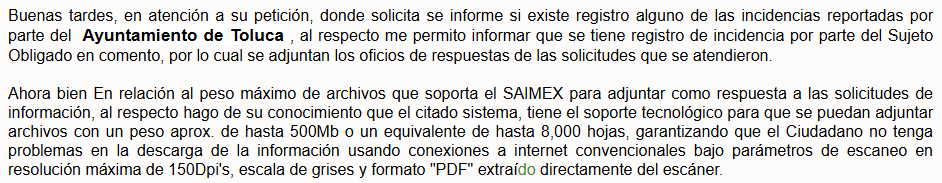 Buenas tardes, en atención a su petición, donde solicita se informe si existe registro alguno de las incidencias reportadas por
parte del Ayuntamiento de Toluca , al respecto me permito informar que se tiene registro de incidencia por parte del Sujeto
Obligado en comento, por lo cual se adjuntan los oficios de respuestas de las solicitudes que se atendieron.
Ahora bien En relación al peso máximo de archivos que soporta el SAIMEX para adjuntar como respuesta a las solicitudes de
información, al respecto hago de su conocimiento que el citado sistema, tiene el soporte tecnológico para que se puedan adjuntar
archivos con un peso aprox. de hasta 500Mb o un equivalente de hasta 8,000 hojas, garantizando que el Ciudadano no tenga
problemas en la descarga de la información usando conexiones a internet convencionales bajo parámetros de escaneo en
resolución máxima de 150Dpi's, escala de grises y formato "PDF" extraído directamente del escáner.